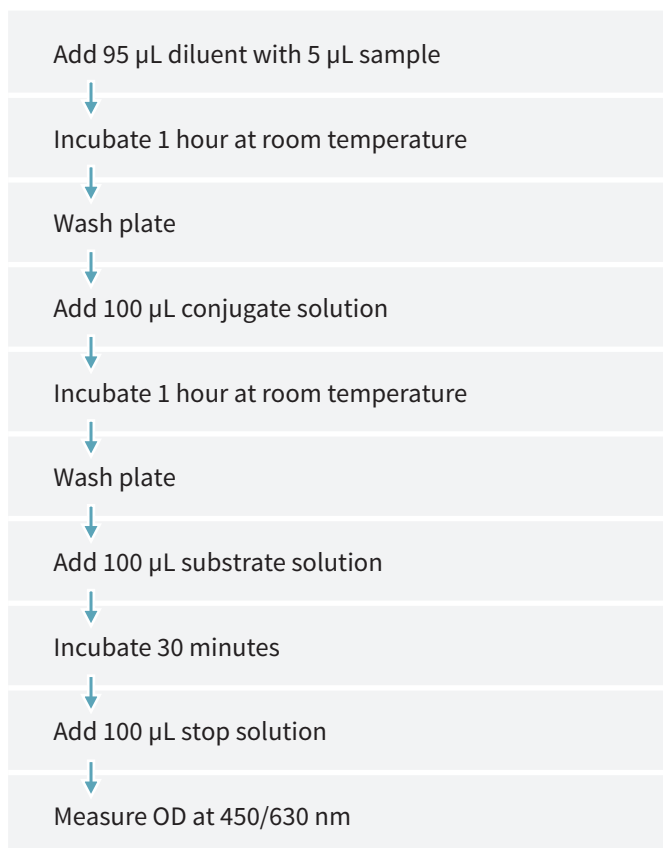 Add 95 µL diluent with 5 µL sample
Incubate 1 hour at room temperature
Wash plate
Add 100 µL conjugate solution
Incubate 1 hour at room temperature
Wash plate
Add 100 µL substrate solution
Incubate 30 minutes
Add 100 µL stop solution
Measure OD at 450/630 nm